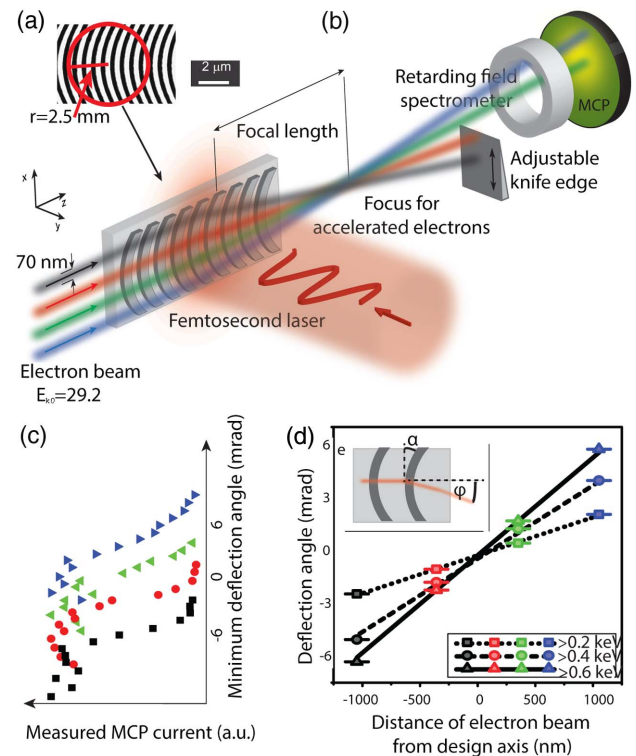 (a)
2 μm
r=2.5 mm
Focal length
x
z
y
70 nm
Electron beam
Eₖ₀=29.2
Femtosecond laser
Focus for
accelerated electrons
(b)
Retarding field
spectrometer
MCP
Adjustable
knife edge
(c)
Minimum deflection angle (mrad)
6
0
-6
Measured MCP current (a.u.)
(d)
Deflection angle (mrad)
6
3
0
-3
-6
e
α
φ
>0.2 keV
>0.4 keV
>0.6 keV
-1000
-500
0
500
1000
Distance of electron beam
from design axis (nm)